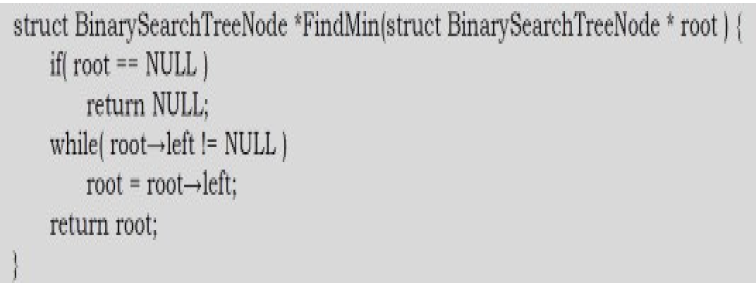 struct BinarySearchTreeNode *FindMin(struct BinarySearchTreeNode * root ) {
if( root == NULL )
return NULL;
while( root→left != NULL )
root = root→left;
return root;
}